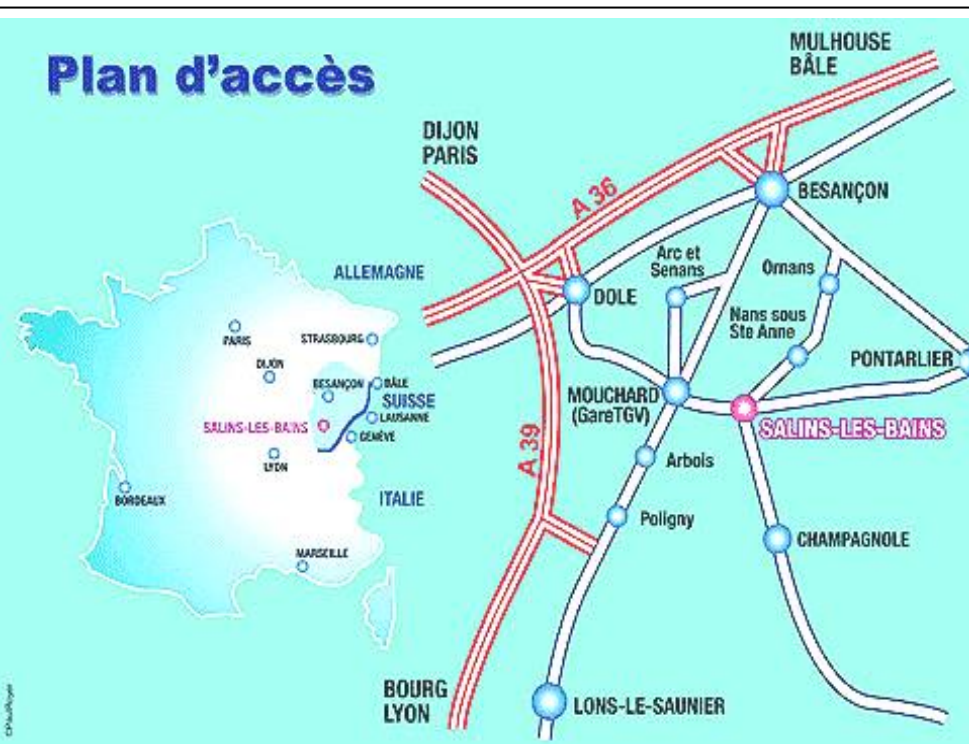 Plan d'accès
MULHOUSE
BÂLE
DIJON
PARIS
A 36
BESANÇON
Arc et
Senans
Ornans
DOLE
Nans sous
Ste Anne
PONTARLIER
MOUCHARD
(GareTGV)
SALINS-LES-BAINS
A 39
Arbois
Poligny
CHAMPAGNOLE
BOURG
LYON
LONS-LE-SAUNIER
ALLEMAGNE
PARIS
STRASBOURG
DIJON
BESANÇON
BÂLE
SUISSE
LAUSANNE
SALINS-LES-BAINS
GENÈVE
LYON
BORDEAUX
ITALIE
MARSEILLE
©PaulRoyer